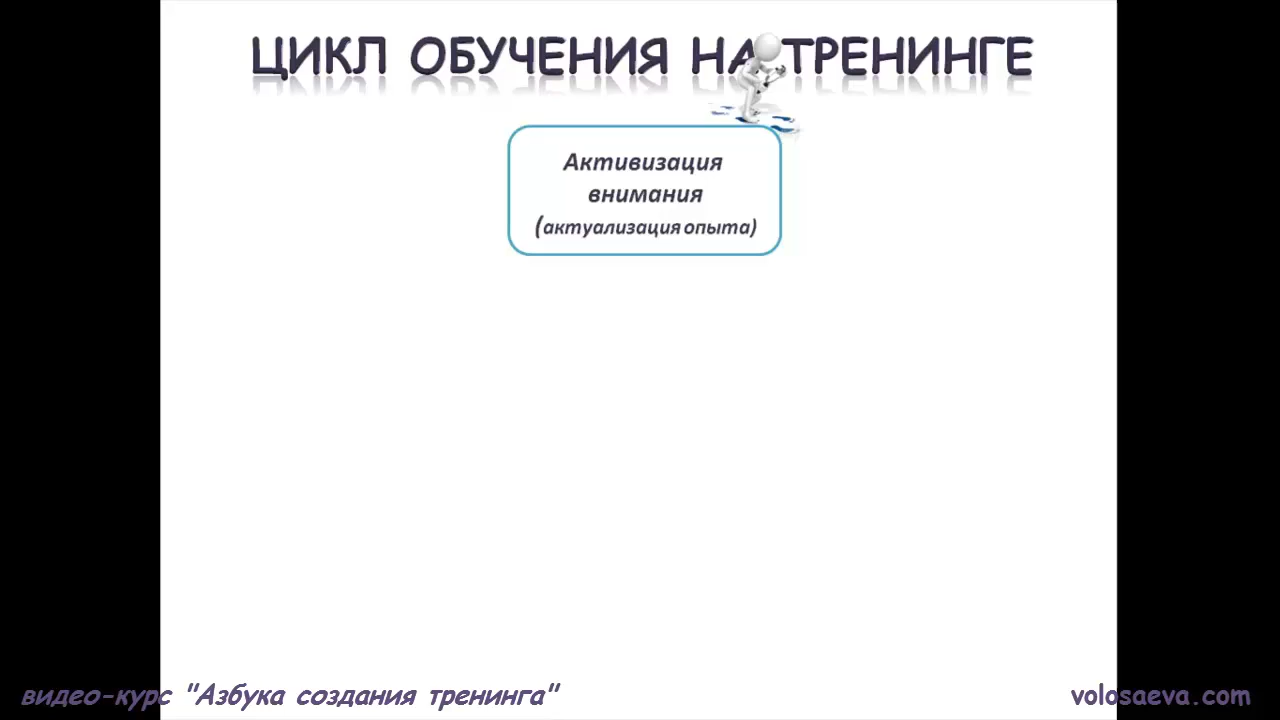 ЦИКЛ ОБУЧЕНИЯ НА ТРЕНИНГЕ
Активизация
внимания
(актуализация опыта)
видео-курс "Азбука создания тренинга"
volosaeva.com